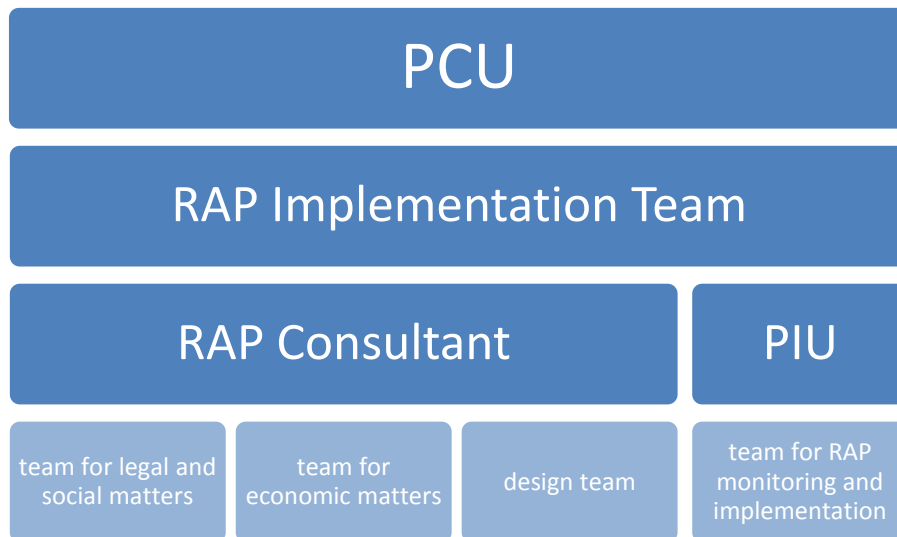 PCU
RAP Implementation Team
RAP Consultant
PIU
team for legal and
social matters
team for
economic matters
design team
team for RAP
monitoring and
implementation